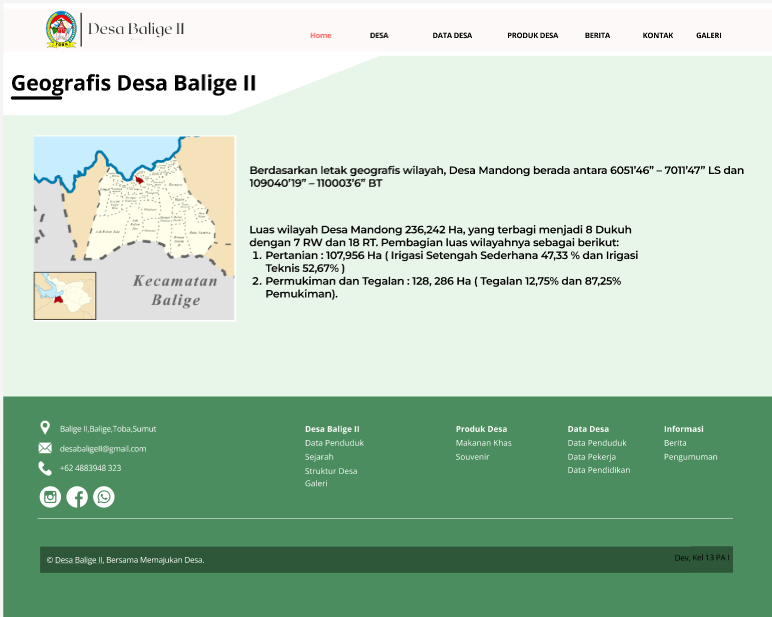 TOBA
Desa Balige II
Home
DESA
DATA DESA
PRODUK DESA
BERITA
KONTAK
GALERI
Geografis Desa Balige II
Berdasarkan letak geografis wilayah, Desa Mandong berada antara 6051’46” – 7011’47” LS dan
109040’19” – 110003’6” BT
Luas wilayah Desa Mandong 236,242 Ha, yang terbagi menjadi 8 Dukuh
dengan 7 RW dan 18 RT. Pembagian luas wilayahnya sebagai berikut:
1. Pertanian : 107,956 Ha ( Irigasi Setengah Sederhana 47,33 % dan Irigasi
Teknis 52,67% )
2. Permukiman dan Tegalan : 128, 286 Ha ( Tegalan 12,75% dan 87,25%
Pemukiman).
Kecamatan
Balige
Balige II,Balige,Toba,Sumut
desabaligeII@gmail.com
+62 4883948 323
Desa Balige II
Data Penduduk
Sejarah
Struktur Desa
Galeri
Produk Desa
Makanan Khas
Souvenir
Data Desa
Data Penduduk
Data Pekerja
Data Pendidikan
Informasi
Berita
Pengumuman
© Desa Balige II, Bersama Memajukan Desa.
Dev, Kel 13 PA I